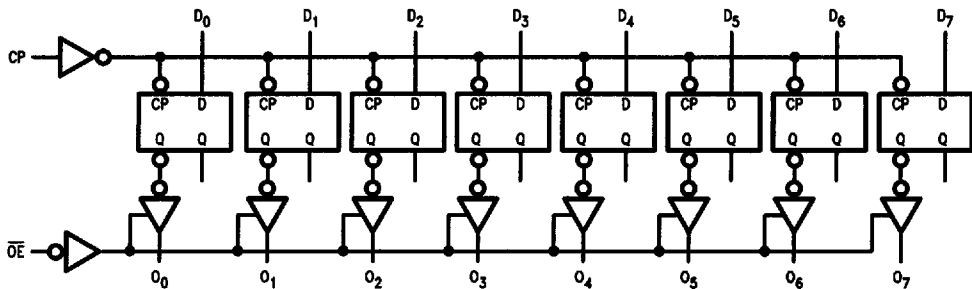 D0 D1 D2 D3 D4 D5 D6 D7
CP
CP D CP D CP D CP D CP D CP D CP D CP D
Q Q Q Q Q Q Q Q Q Q Q Q Q Q Q Q
O̅E̅
O0 O1 O2 O3 O4 O5 O6 O7